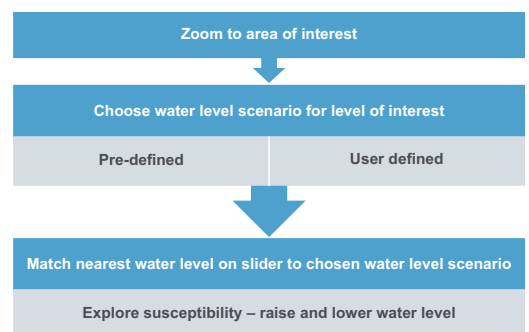 Zoom to area of interest
Choose water level scenario for level of interest
Pre-defined
User defined
Match nearest water level on slider to chosen water level scenario
Explore susceptibility – raise and lower water level